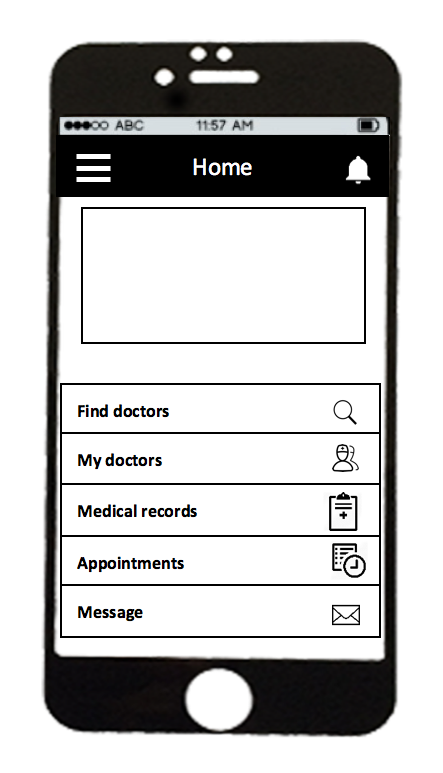 ABC 11:57 AM
Home
Find doctors
My doctors
Medical records
Appointments
Message